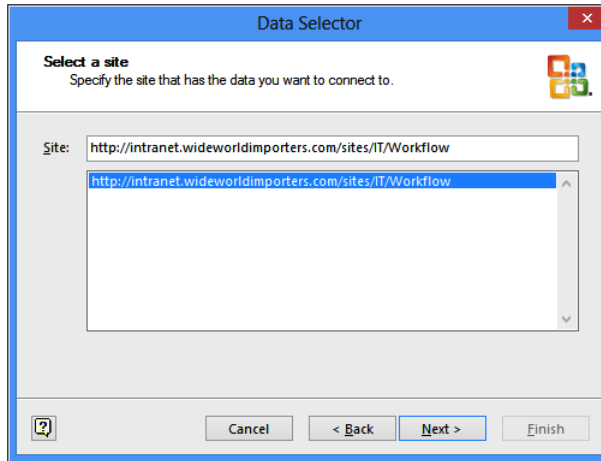 Data Selector
Select a site
Specify the site that has the data you want to connect to.
Site: http://intranet.wideworldimporters.com/sites/IT/Workflow
http://intranet.wideworldimporters.com/sites/IT/Workflow
Cancel < Back Next > Finish